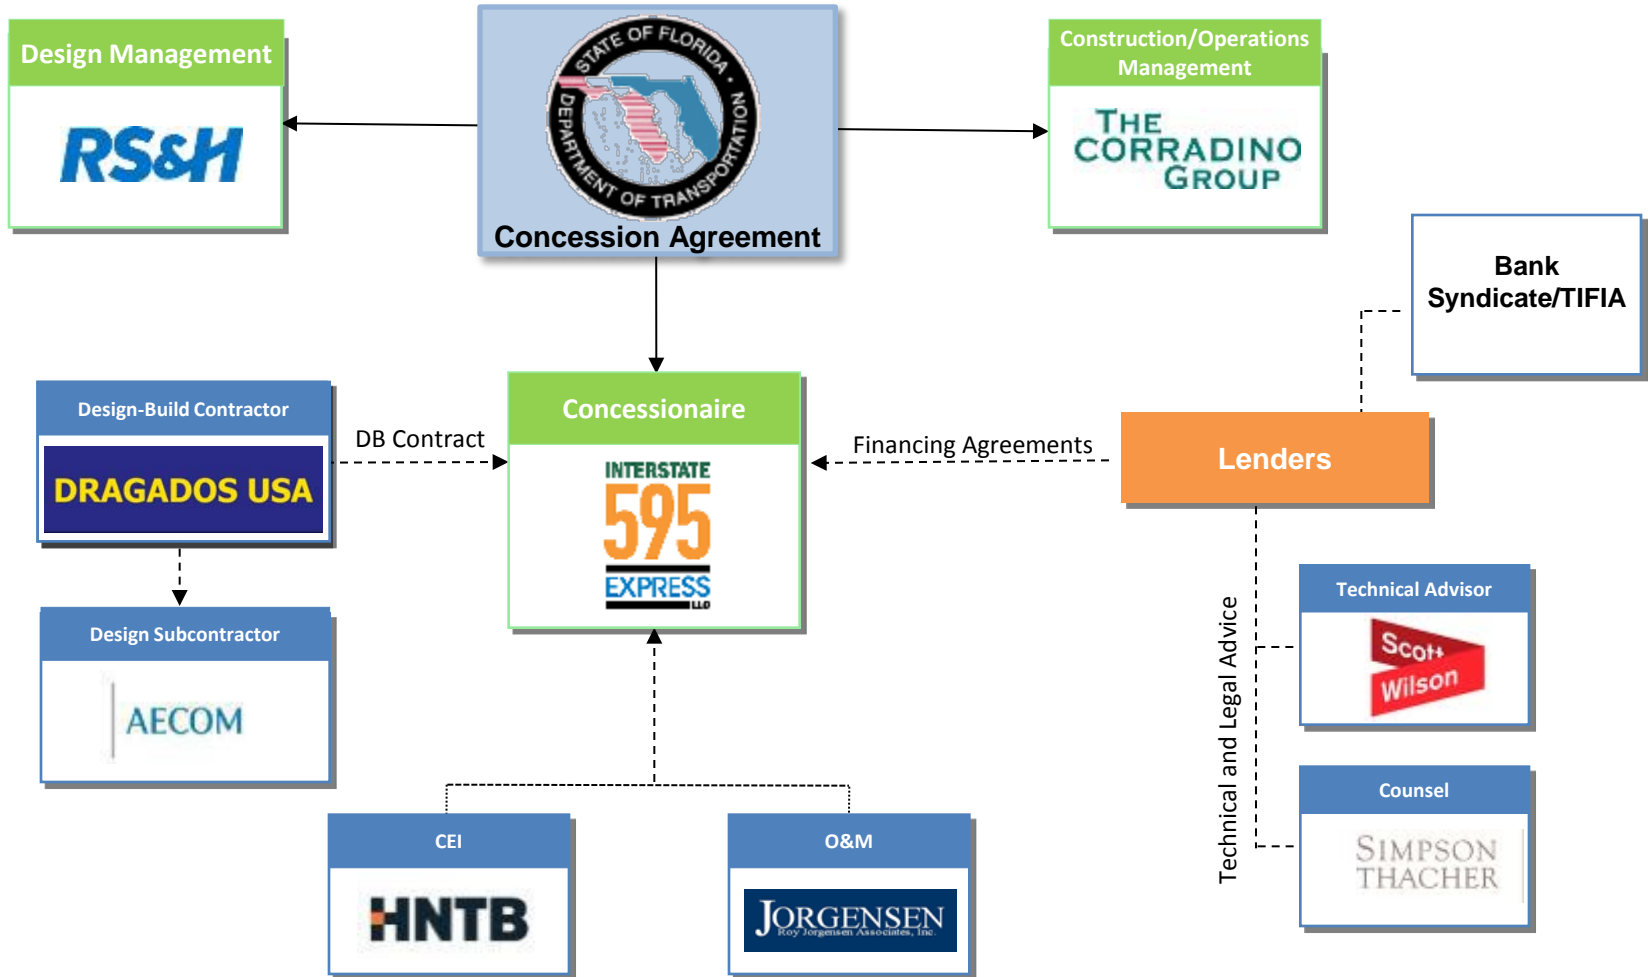 Design Management
RS&H
STATE OF FLORIDA •
DEPARTMENT OF TRANSPORTATION
Concession Agreement
Construction/Operations
Management
THE
CORRADINO
GROUP
Bank
Syndicate/TIFIA
Design-Build Contractor
DRAGADOS USA
DB Contract
Concessionaire
INTERSTATE
595
EXPRESS
LLC
Financing Agreements
Lenders
Design Subcontractor
AECOM
Technical and Legal Advice
Technical Advisor
Scott
Wilson
Counsel
SIMPSON
THACHER
CEI
HNTB
O&M
JORGENSEN
Roy Jorgensen Associates, Inc.